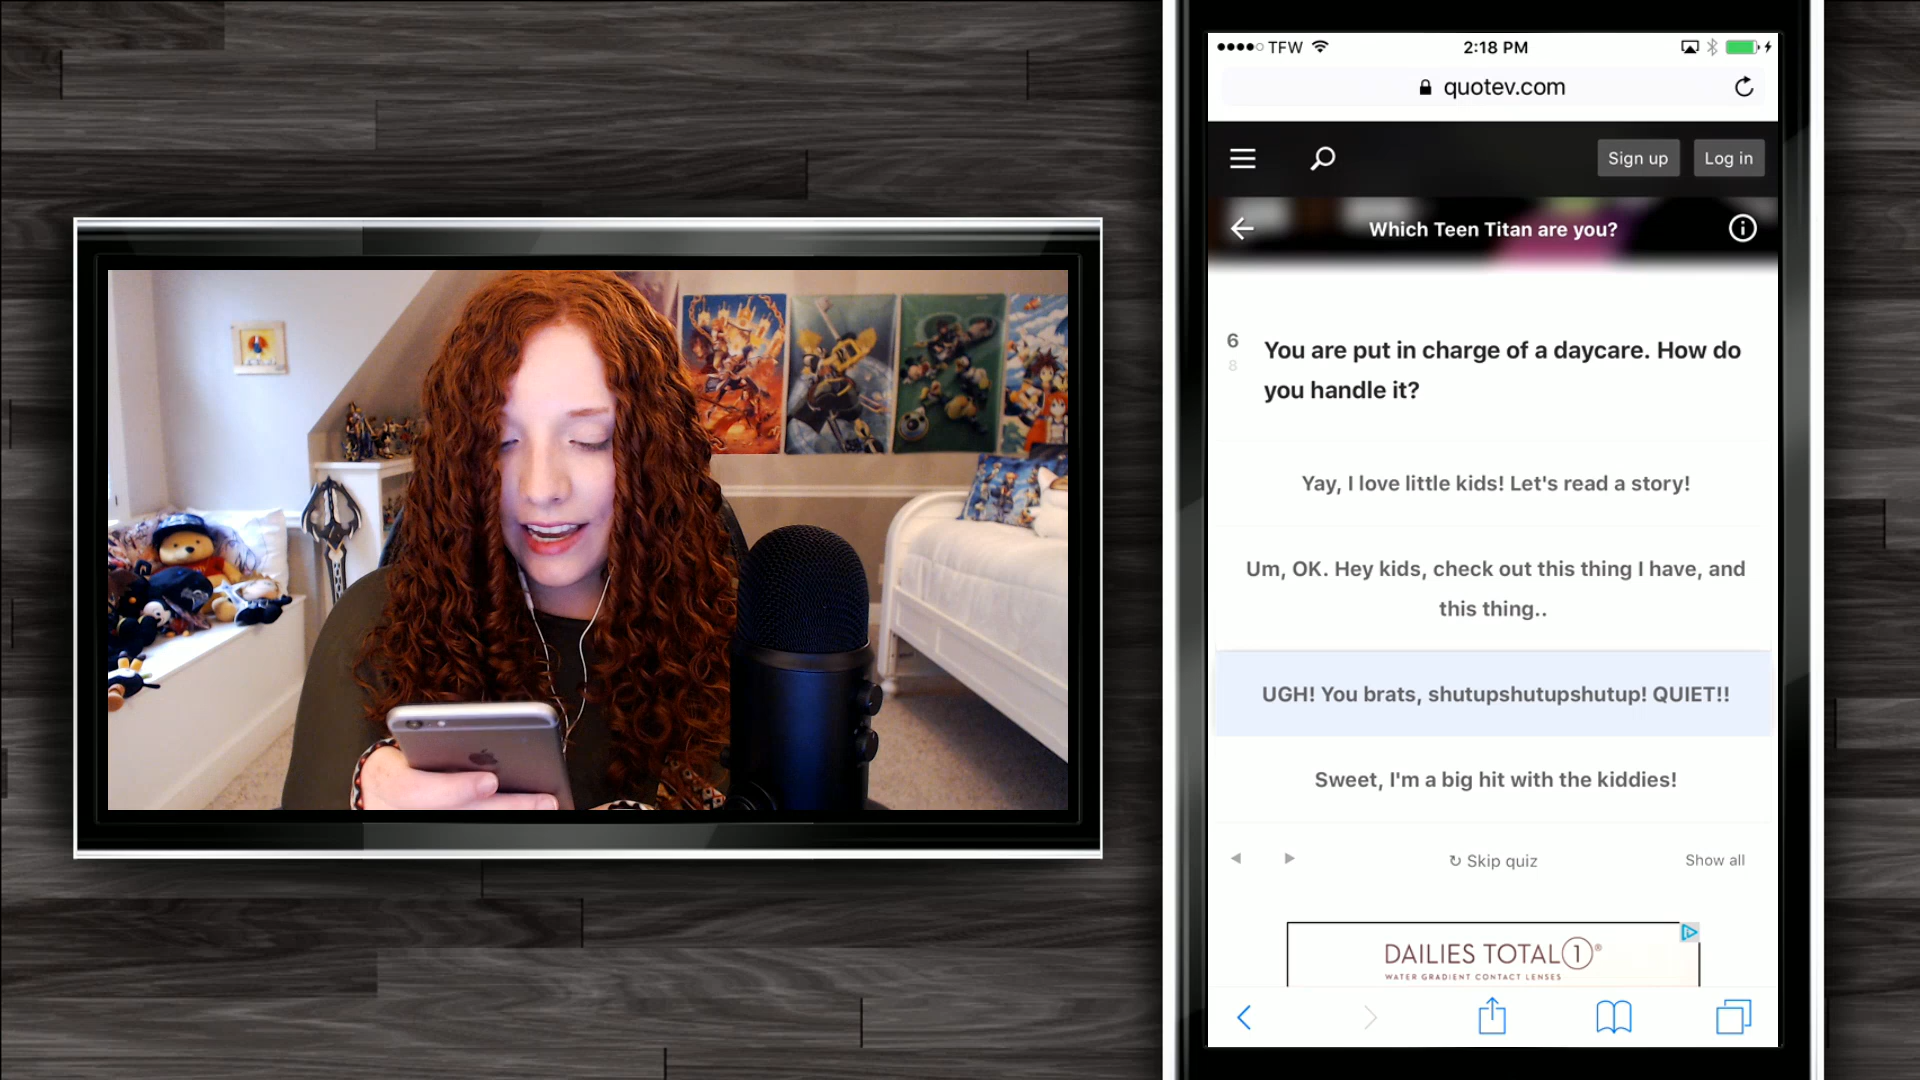 TFW
2:18 PM
quotev.com
Sign up
Log in
Which Teen Titan are you?
6
8
You are put in charge of a daycare. How do
you handle it?
Yay, I love little kids! Let's read a story!
Um, OK. Hey kids, check out this thing I have, and
this thing..
UGH! You brats, shutupshutupshutup! QUIET!!
Sweet, I'm a big hit with the kiddies!
↻ Skip quiz
Show all
DAILIES TOTAL1®
WATER GRADIENT CONTACT LENSES